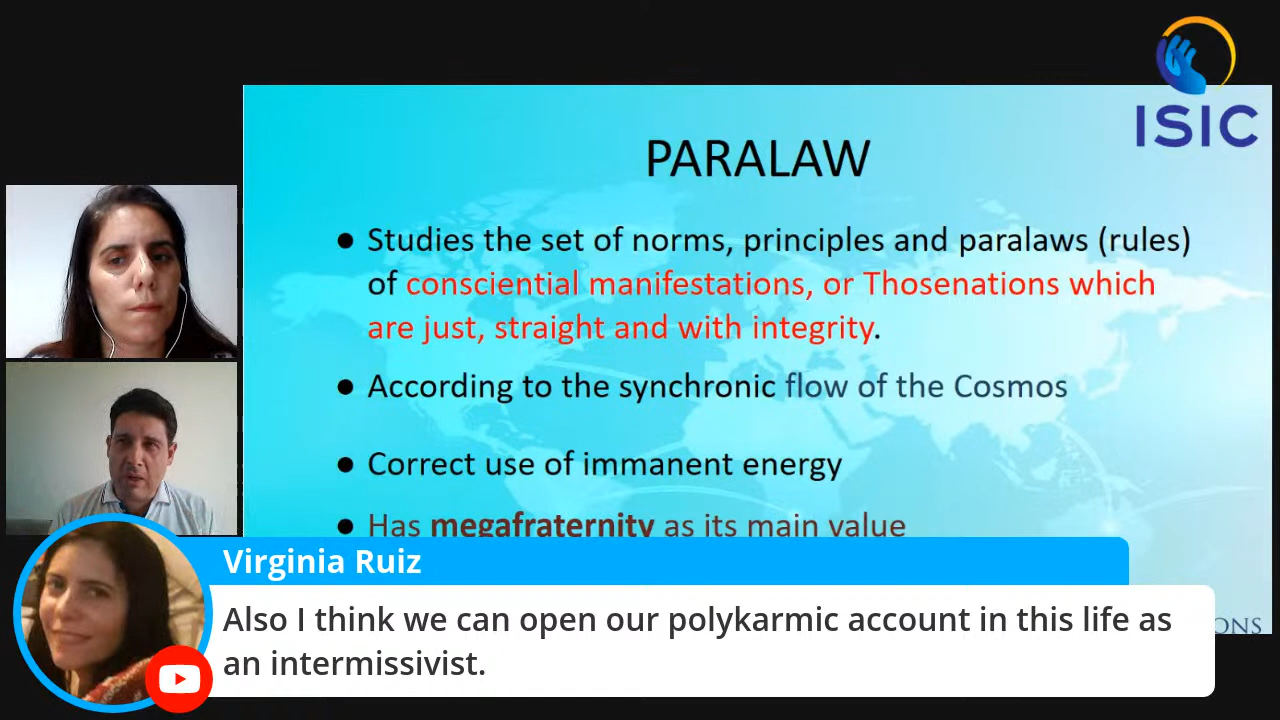 ISIC
PARALAW
● Studies the set of norms, principles and paralaws (rules)
of consciential manifestations, or Thosenations which
are just, straight and with integrity.
● According to the synchronic flow of the Cosmos
● Correct use of immanent energy
● Has megafraternity as its main value
Virginia Ruiz
Also I think we can open our polykarmic account in this life as
an intermissivist.